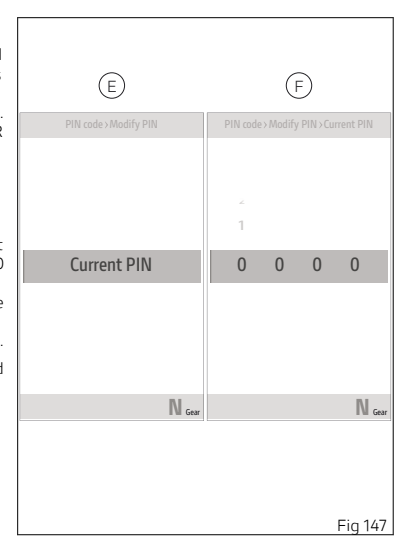 E
F
PIN code > Modify PIN
PIN code > Modify PIN > Current PIN
2
1
Current PIN
0 0 0 0
N Gear
N Gear
Fig 147